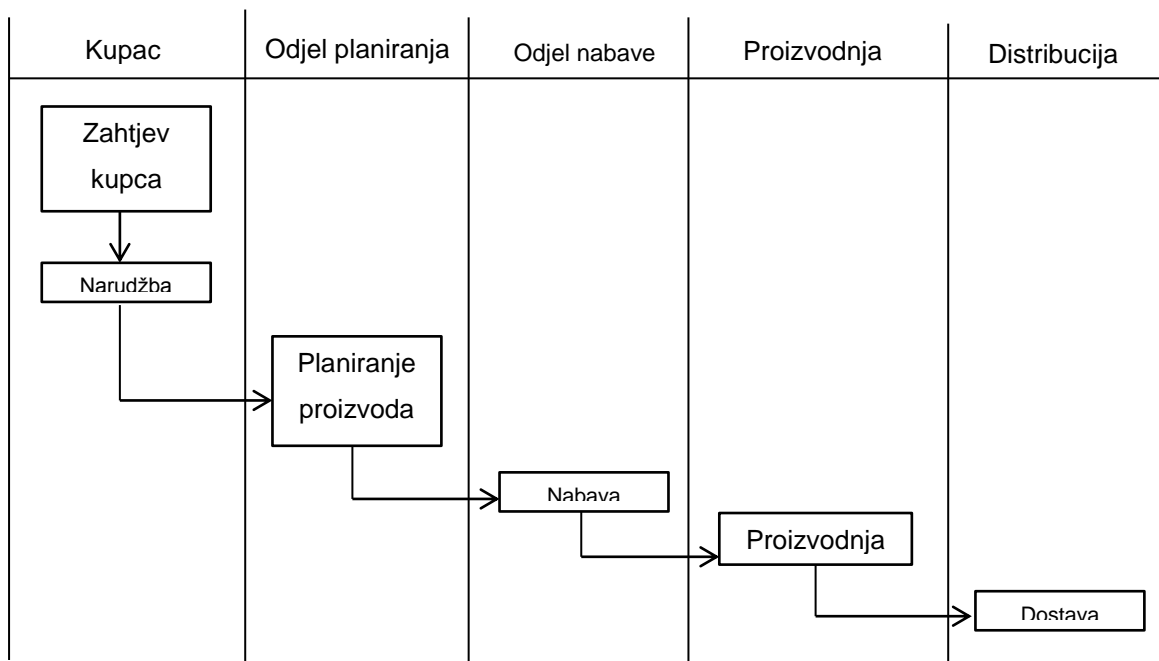 Kupac
Odjel planiranja
Odjel nabave
Proizvodnja
Distribucija
Zahtjev
kupca
Narudžba
Planiranje
proizvoda
Nabava
Proizvodnja
Dostava